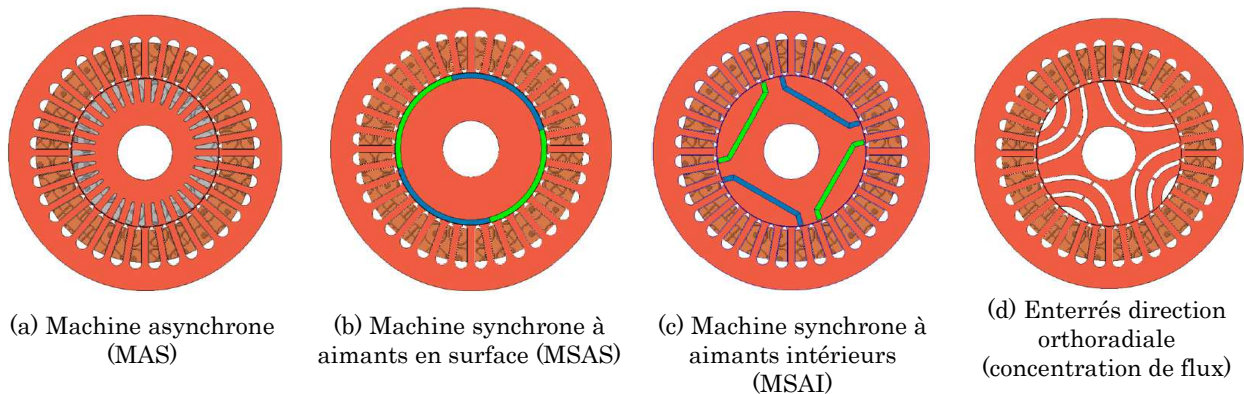 (a) Machine asynchrone
(MAS)
(b) Machine synchrone à
aimants en surface (MSAS)
(c) Machine synchrone à
aimants intérieurs
(MSAI)
(d) Enterrés direction
orthoradiale
(concentration de flux)